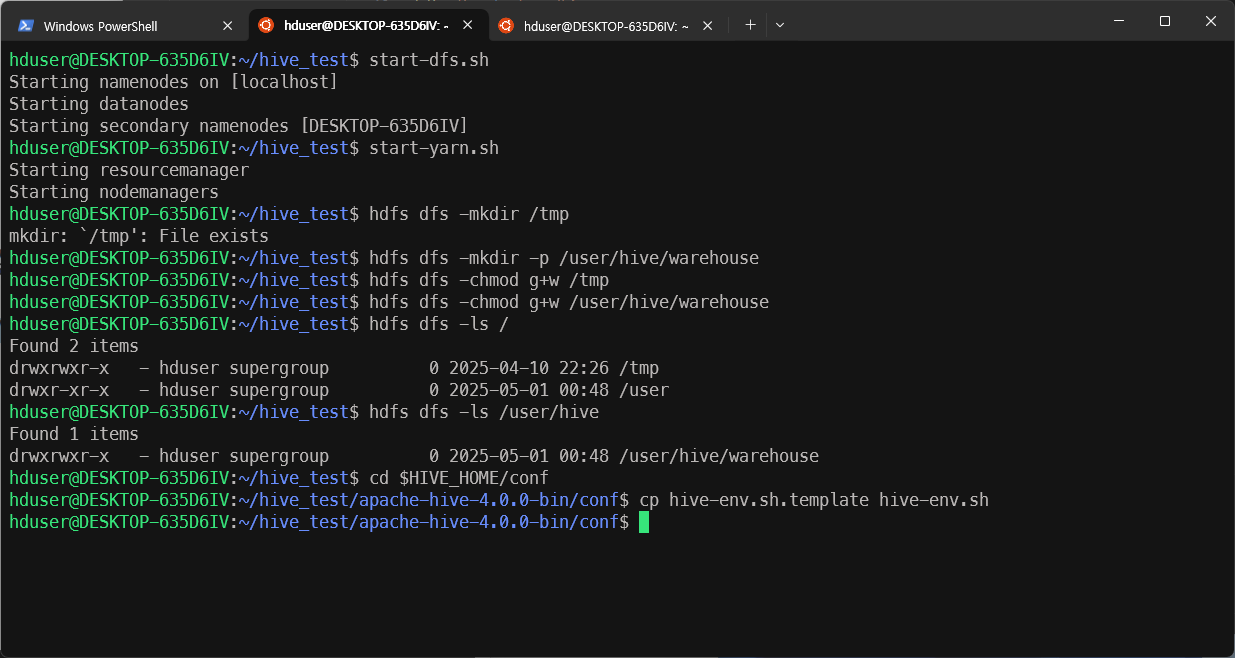 Windows PowerShell
hduser@DESKTOP-635D6IV: ~
hduser@DESKTOP-635D6IV: ~
hduser@DESKTOP-635D6IV:~/hive_test$ start-dfs.sh
Starting namenodes on [localhost]
Starting datanodes
Starting secondary namenodes [DESKTOP-635D6IV]
hduser@DESKTOP-635D6IV:~/hive_test$ start-yarn.sh
Starting resourcemanager
Starting nodemanagers
hduser@DESKTOP-635D6IV:~/hive_test$ hdfs dfs -mkdir /tmp
mkdir: `/tmp': File exists
hduser@DESKTOP-635D6IV:~/hive_test$ hdfs dfs -mkdir -p /user/hive/warehouse
hduser@DESKTOP-635D6IV:~/hive_test$ hdfs dfs -chmod g+w /tmp
hduser@DESKTOP-635D6IV:~/hive_test$ hdfs dfs -chmod g+w /user/hive/warehouse
hduser@DESKTOP-635D6IV:~/hive_test$ hdfs dfs -ls /
Found 2 items
drwxrwxr-x   - hduser supergroup          0 2025-04-10 22:26 /tmp
drwxr-xr-x   - hduser supergroup          0 2025-05-01 00:48 /user
hduser@DESKTOP-635D6IV:~/hive_test$ hdfs dfs -ls /user/hive
Found 1 items
drwxrwxr-x   - hduser supergroup          0 2025-05-01 00:48 /user/hive/warehouse
hduser@DESKTOP-635D6IV:~/hive_test$ cd $HIVE_HOME/conf
hduser@DESKTOP-635D6IV:~/hive_test/apache-hive-4.0.0-bin/conf$ cp hive-env.sh.template hive-env.sh
hduser@DESKTOP-635D6IV:~/hive_test/apache-hive-4.0.0-bin/conf$